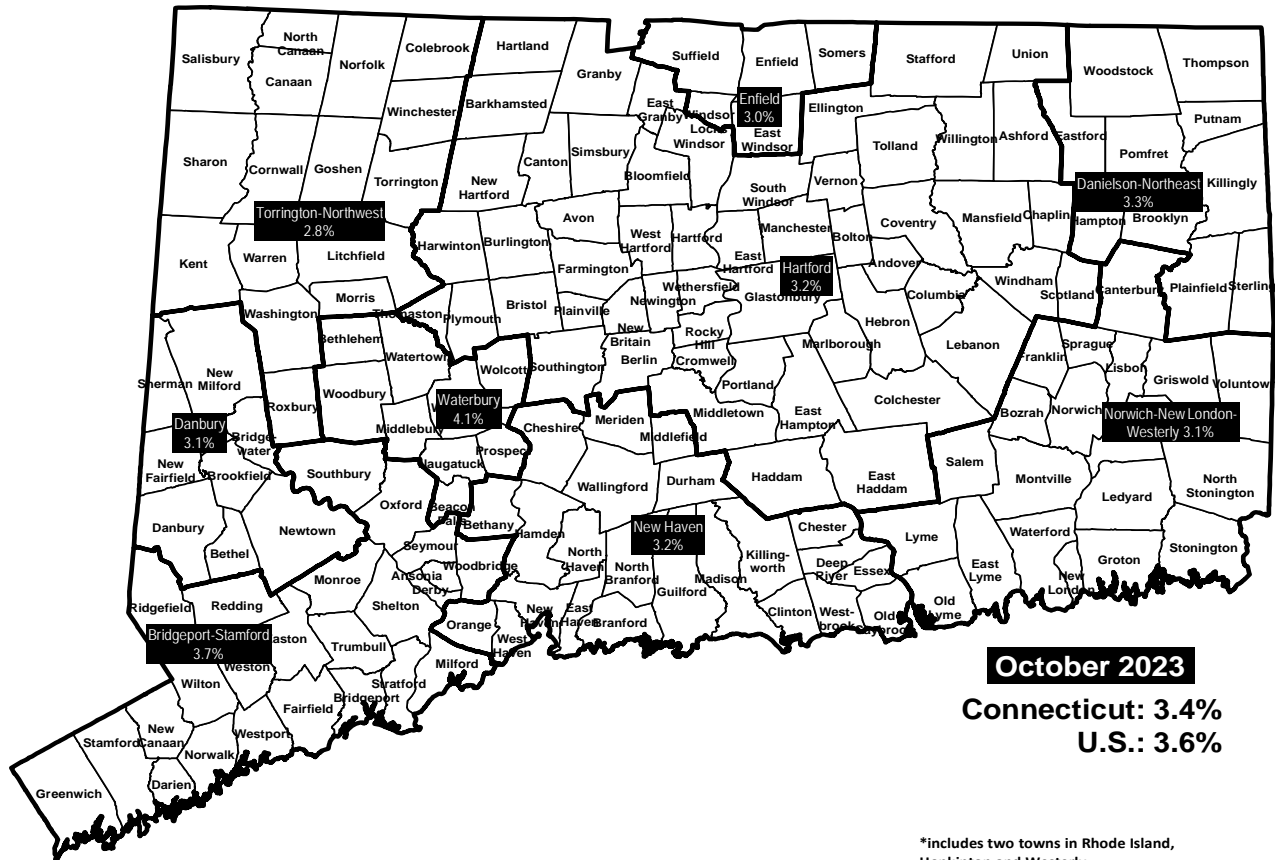 North
Canaan
Colebrook
Hartland
Salisbury
Norfolk
Canaan
Granby
Suffield
Enfield
Somers
Stafford
Union
Woodstock
Thompson
Winchester
Barkhamsted
East
Granby
Windsor
Locks
Enfield
3.0%
East
Windsor
Ellington
Willington
Ashford
Eastford
Putnam
Sharon
Cornwall
Goshen
Torrington
New
Hartford
Canton
Simsbury
Bloomfield
Windsor
Tolland
Pomfret
Killingly
South
Windsor
Vernon
Danielson-Northeast
3.3%
Torrington-Northwest
2.8%
Avon
West
Hartford
Hartford
Manchester
Bolton
Coventry
Mansfield
Chaplin
Hampton
Brooklyn
Kent
Warren
Litchfield
Harwinton
Burlington
Farmington
East
Hartford
Hartford
3.2%
Andover
Windham
Scotland
Canterbury
Plainfield
Sterling
Washington
Morris
Thomaston
Plymouth
Bristol
Plainville
Newington
Wethersfield
Glastonbury
Columbia
Hebron
Lebanon
Bethlehem
Watertown
New
Britain
Berlin
Rocky
Hill
Cromwell
Marlborough
Franklin
Sprague
Lisbon
Griswold
Voluntown
Sherman
New
Milford
Roxbury
Woodbury
Wolcott
Southington
Portland
Colchester
Bozrah
Norwich
Norwich-New London-
Westerly 3.1%
Danbury
3.1%
Bridge-
water
Waterbury
4.1%
Middlebury
Cheshire
Meriden
Middlefield
Middletown
East
Hampton
New
Fairfield
Brookfield
Southbury
Naugatuck
Prospect
Wallingford
Durham
Haddam
East
Haddam
Salem
Montville
Ledyard
North
Stonington
Danbury
Bethel
Newtown
Oxford
Beacon
Falls
Bethany
Hamden
New Haven
3.2%
Chester
Lyme
Waterford
Groton
Stonington
Seymour
Woodbridge
North
Haven
North
Branford
Killing-
worth
Deep
River
Essex
East
Lyme
New
London
Monroe
Ansonia
Derby
Shelton
Guilford
Madison
Clinton
West-
brook
Old
Saybrook
Old
Lyme
Ridgefield
Redding
Orange
New
Haven
East
Haven
Branford
West
Haven
Bridgeport-Stamford
3.7%
Easton
Trumbull
Weston
Milford
Wilton
Stratford
Bridgeport
Fairfield
October 2023
Connecticut: 3.4%
U.S.: 3.6%
Stamford
New
Canaan
Norwalk
Westport
Greenwich
Darien
*includes two towns in Rhode Island,